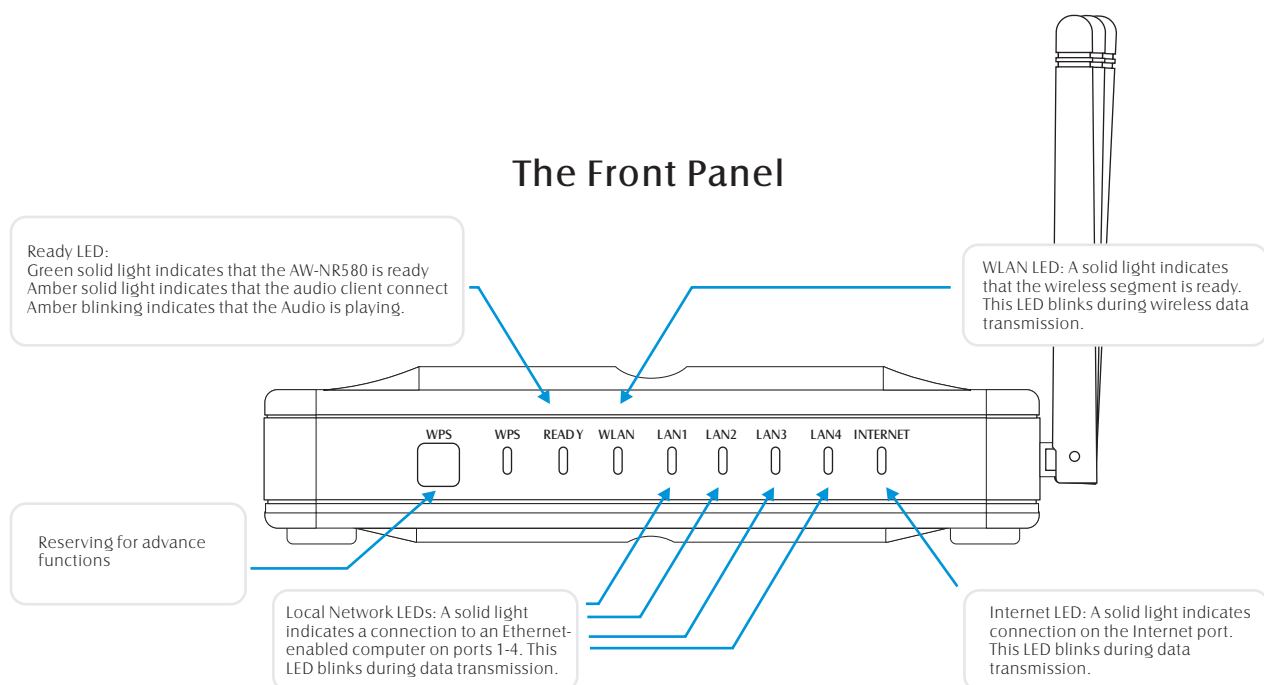 The Front Panel
Ready LED:
Green solid light indicates that the AW-NR580 is ready
Amber solid light indicates that the audio client connect
Amber blinking indicates that the Audio is playing.
WLAN LED: A solid light indicates
that the wireless segment is ready.
This LED blinks during wireless data
transmission.
WPS WPS READY WLAN LAN1 LAN2 LAN3 LAN4 INTERNET
Reserving for advance
functions
Local Network LEDs: A solid light
indicates a connection to an Ethernet-
enabled computer on ports 1-4. This
LED blinks during data transmission.
Internet LED: A solid light indicates
connection on the Internet port.
This LED blinks during data
transmission.